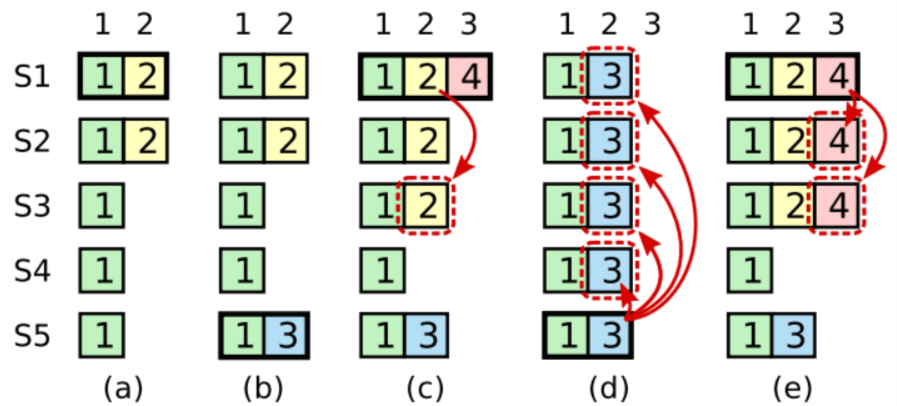 1 2 1 2 1 2 3 1 2 3 1 2 3
S1 1 2 1 2 1 2 4 1 3 1 2 4
S2 1 2 1 2 1 2 1 3 1 2 4
S3 1 1 1 2 1 3 1 2 4
S4 1 1 1 1 3 1
S5 1 1 3 1 3 1 3 1 3
(a) (b) (c) (d) (e)